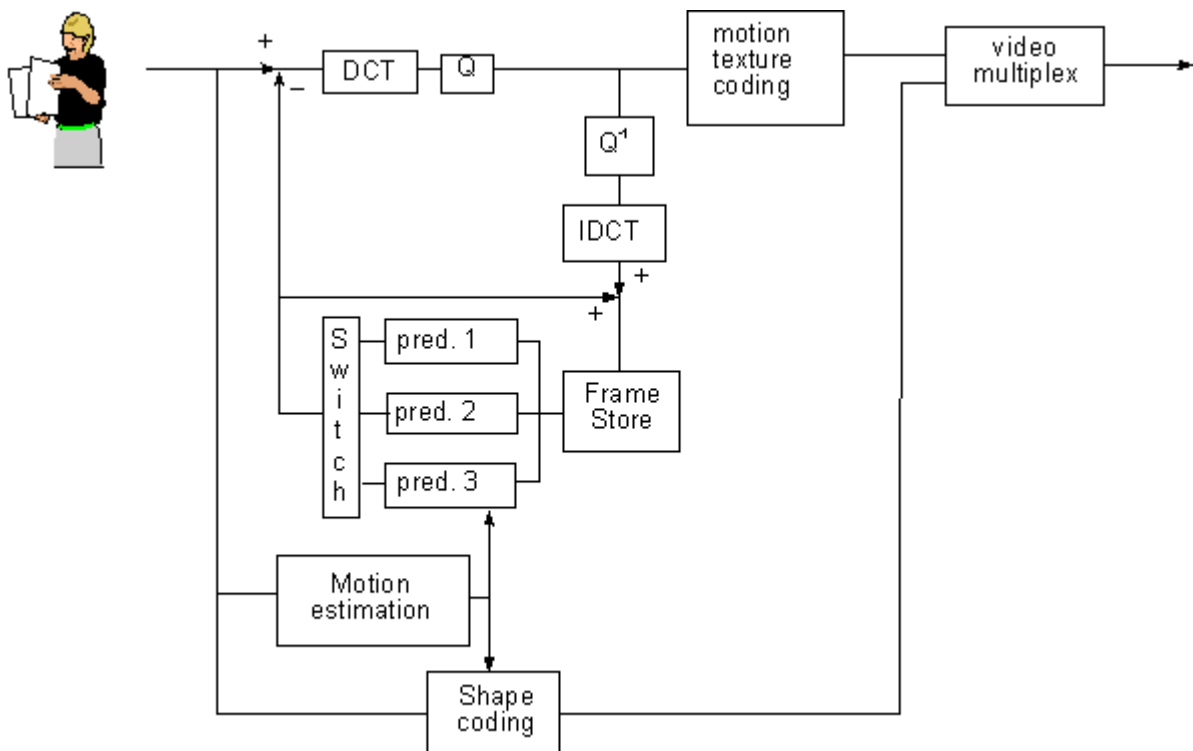 +
−
DCT
Q
motion
texture
coding
video
multiplex
Q-1
IDCT
+
+
Switch
pred. 1
pred. 2
pred. 3
Frame
Store
Motion
estimation
Shape
coding